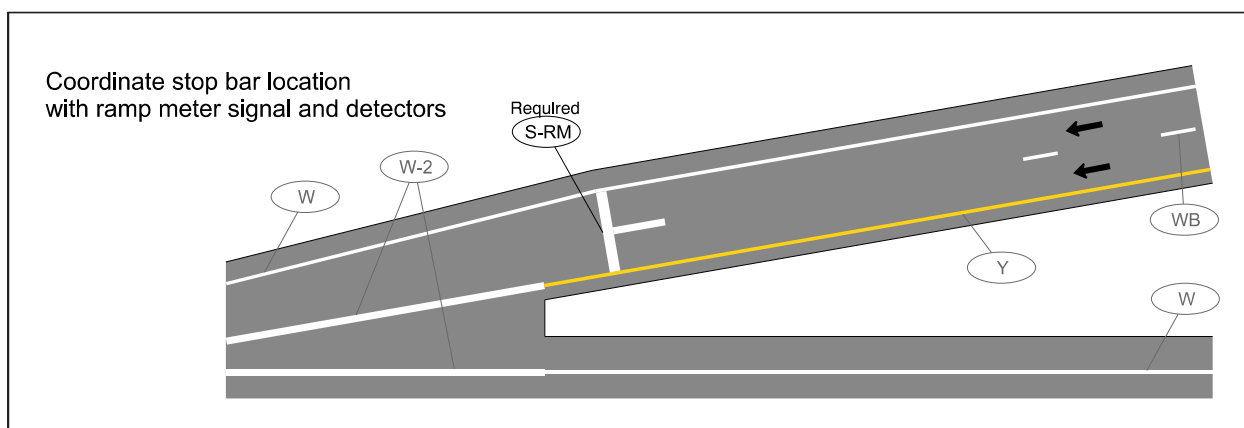 Coordinate stop bar location
with ramp meter signal and detectors
Required
S-RM
W-2
W
WB
Y
W